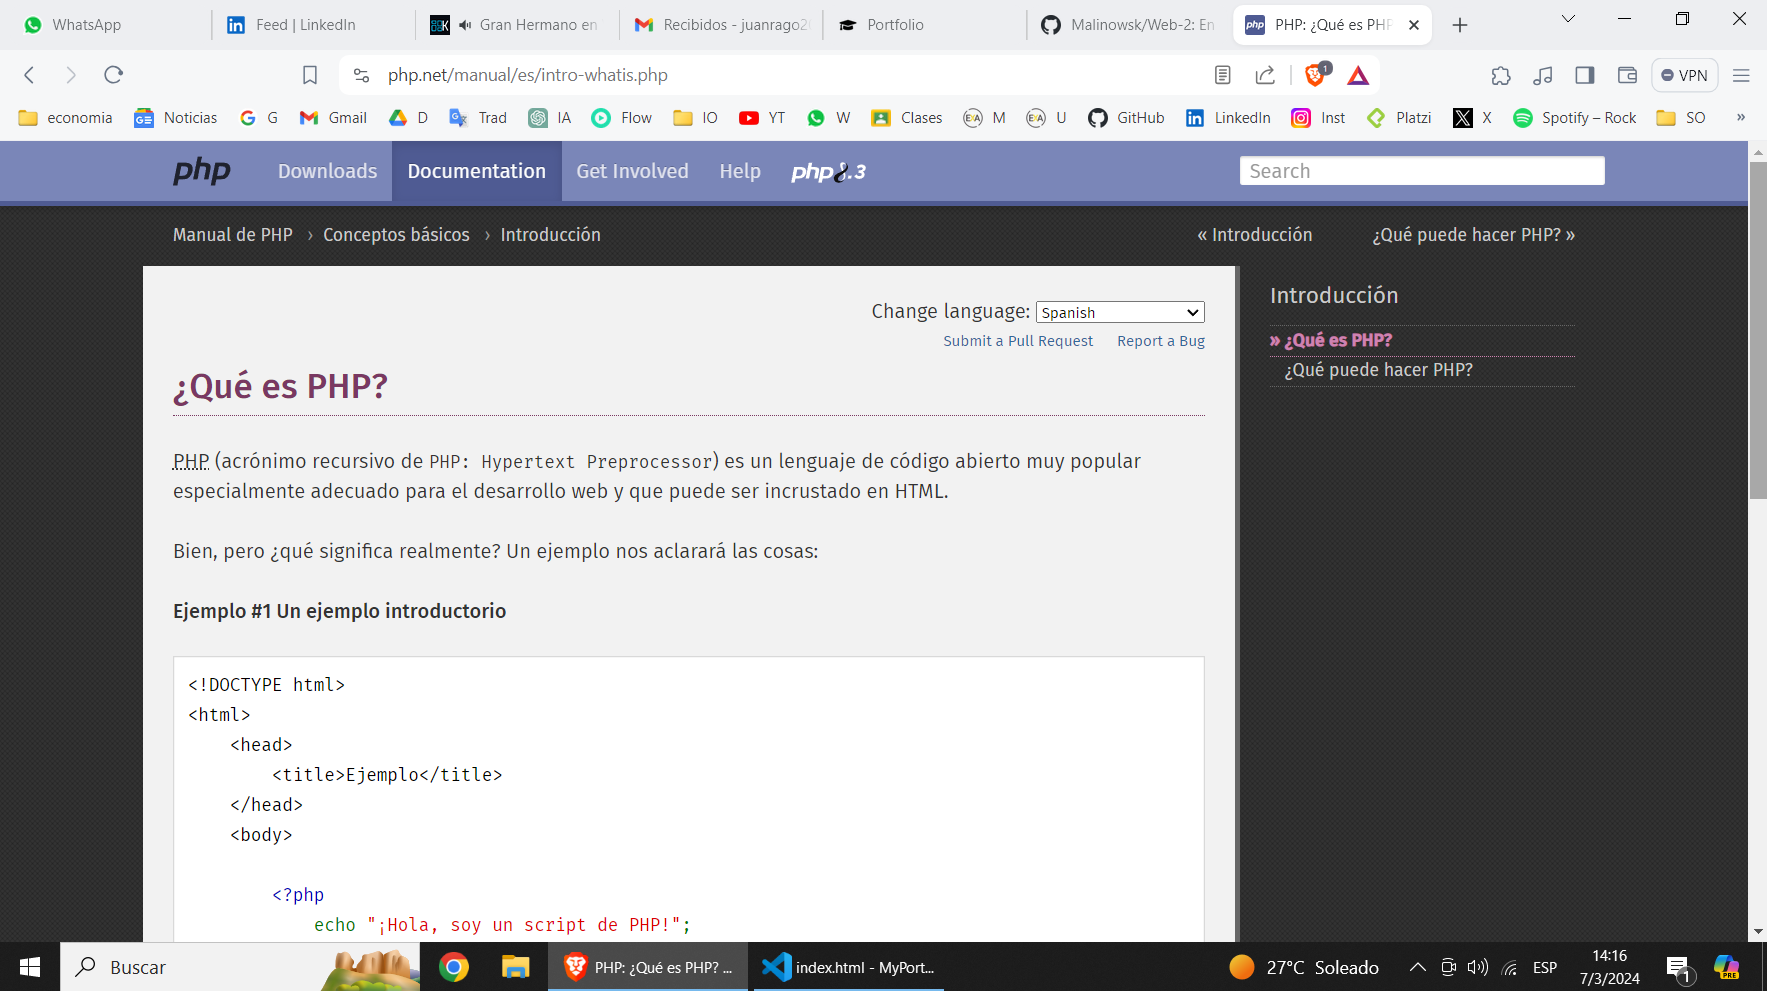 WhatsApp
Feed | LinkedIn
Gran Hermano en
Recibidos - juanrago2
Portfolio
Malinowsk/Web-2: En
PHP: ¿Qué es PHP
php.net/manual/es/intro-whatis.php
1
VPN
economia
Noticias
G
Gmail
D
Trad
IA
Flow
IO
YT
W
Clases
M
U
GitHub
LinkedIn
Inst
Platzi
X
Spotify – Rock
SO
»
php
Downloads
Documentation
Get Involved
Help
php8.3
Search
Manual de PHP › Conceptos básicos › Introducción
« Introducción
¿Qué puede hacer PHP? »
Change language: Spanish
Submit a Pull Request
Report a Bug
Introducción
» ¿Qué es PHP?
¿Qué puede hacer PHP?
¿Qué es PHP?
PHP (acrónimo recursivo de PHP: Hypertext Preprocessor) es un lenguaje de código abierto muy popular
especialmente adecuado para el desarrollo web y que puede ser incrustado en HTML.
Bien, pero ¿qué significa realmente? Un ejemplo nos aclarará las cosas:
Ejemplo #1 Un ejemplo introductorio
<!DOCTYPE html>
<html>
    <head>
        <title>Ejemplo</title>
    </head>
    <body>
        <?php
            echo "¡Hola, soy un script de PHP!";
Buscar
PHP: ¿Qué es PHP? ...
index.html - MyPort...
27°C Soleado
ESP
14:16
7/3/2024
1
PRE